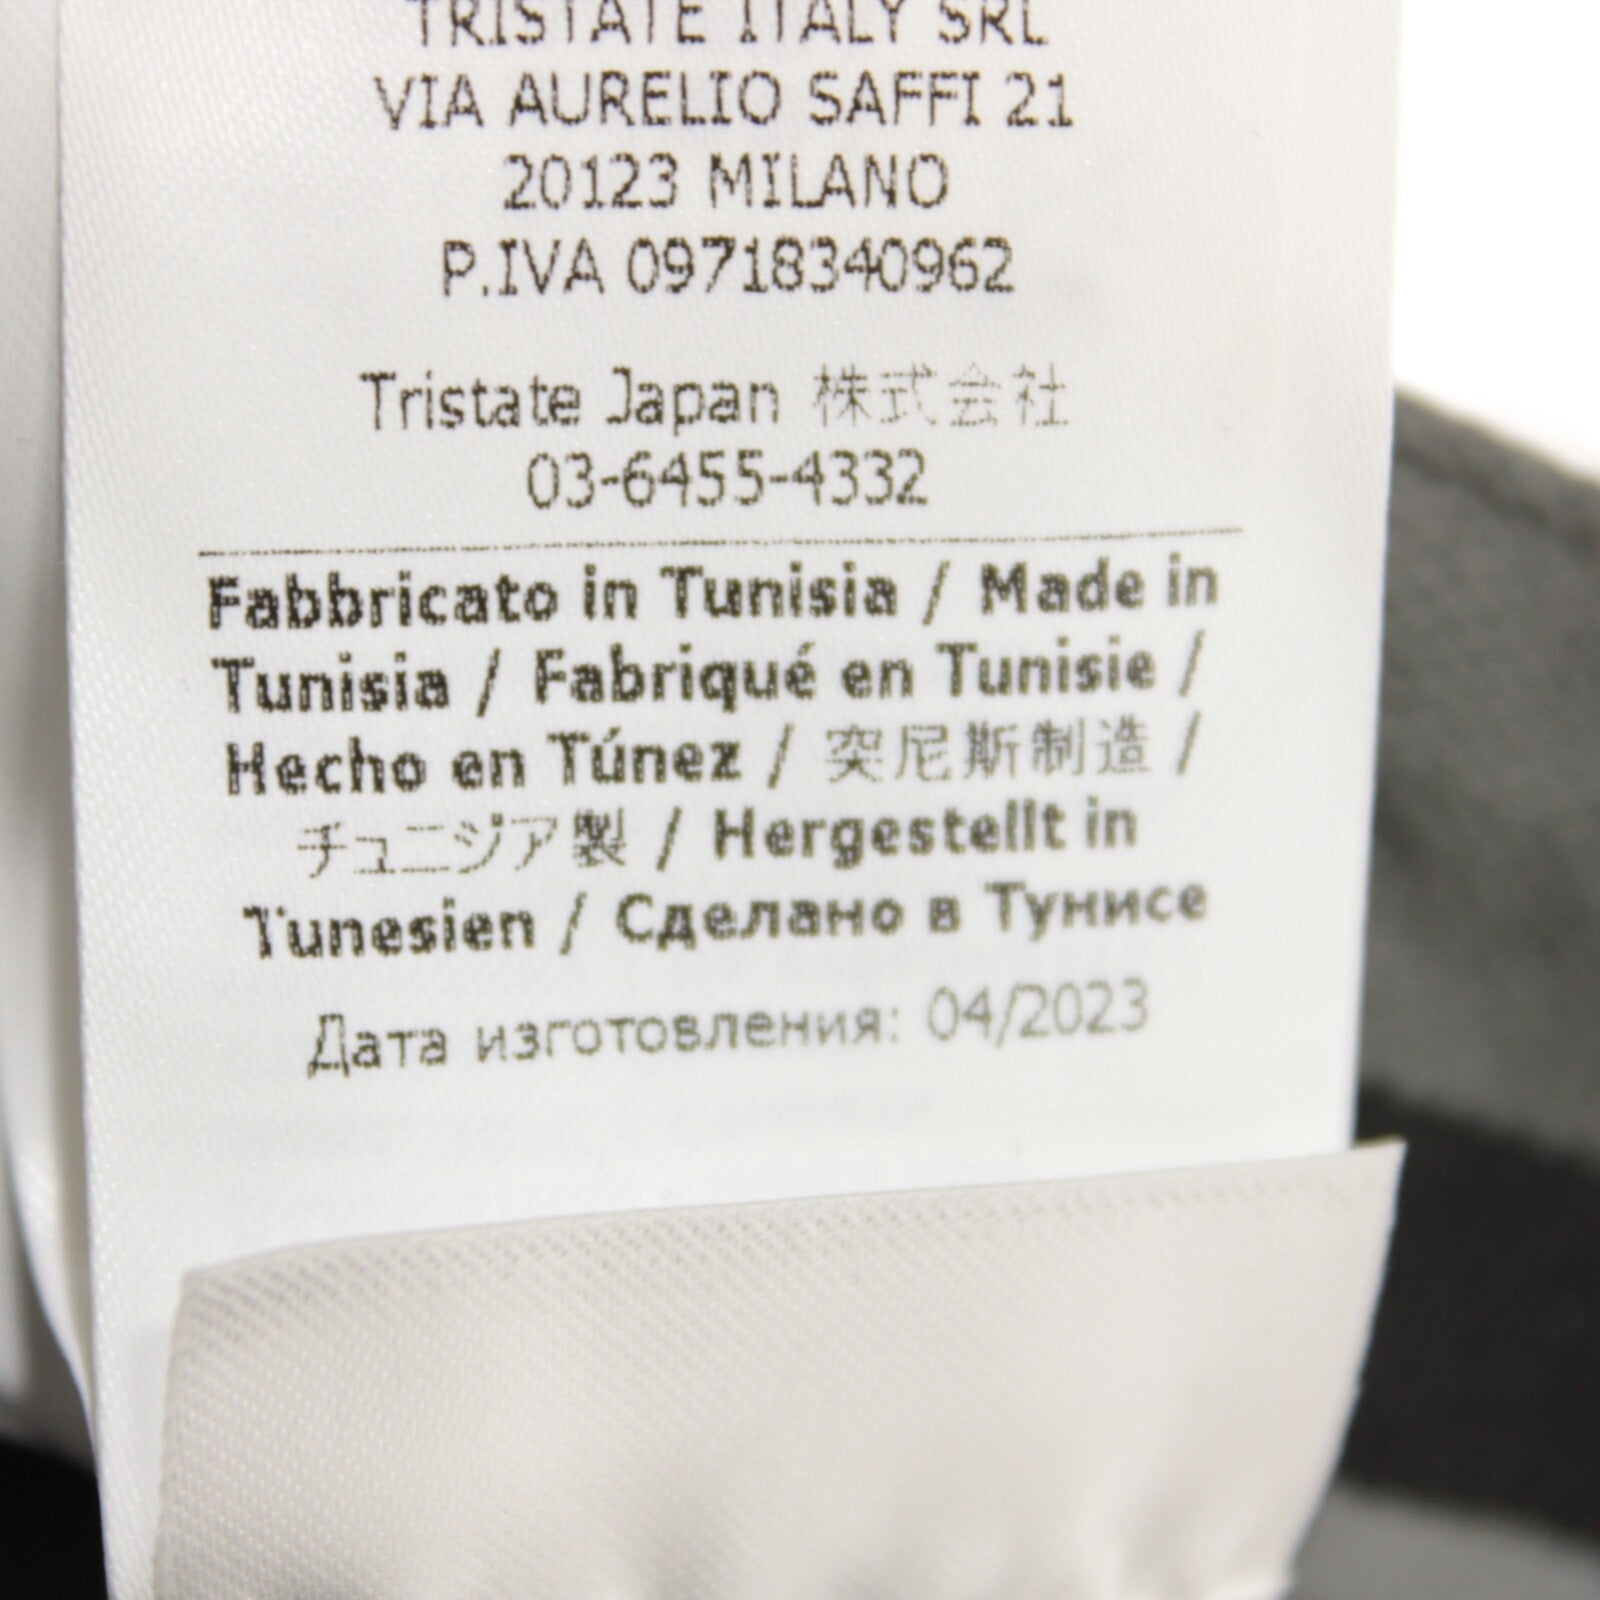 TRISTATE ITALY SRL
VIA AURELIO SAFFI 21
20123 MILANO
P.IVA 09718340962
Tristate Japan 株式会社
03-6455-4332
Fabbricato in Tunisia / Made in
Tunisia / Fabriqué en Tunisie /
Hecho en Túnez / 突尼斯制造 /
チュニジア製 / Hergestellt in
Tunesien / Сделано в Тунисе
Дата изготовления: 04/2023